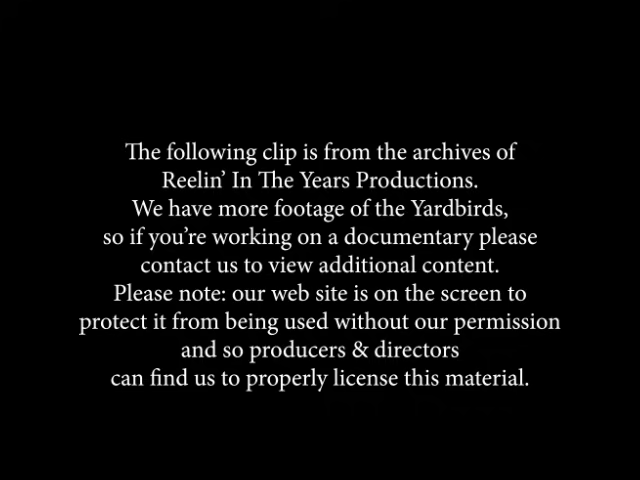 The following clip is from the archives of
Reelin’ In The Years Productions.
We have more footage of the Yardbirds,
so if you’re working on a documentary please
contact us to view additional content.
Please note: our web site is on the screen to
protect it from being used without our permission
and so producers & directors
can find us to properly license this material.